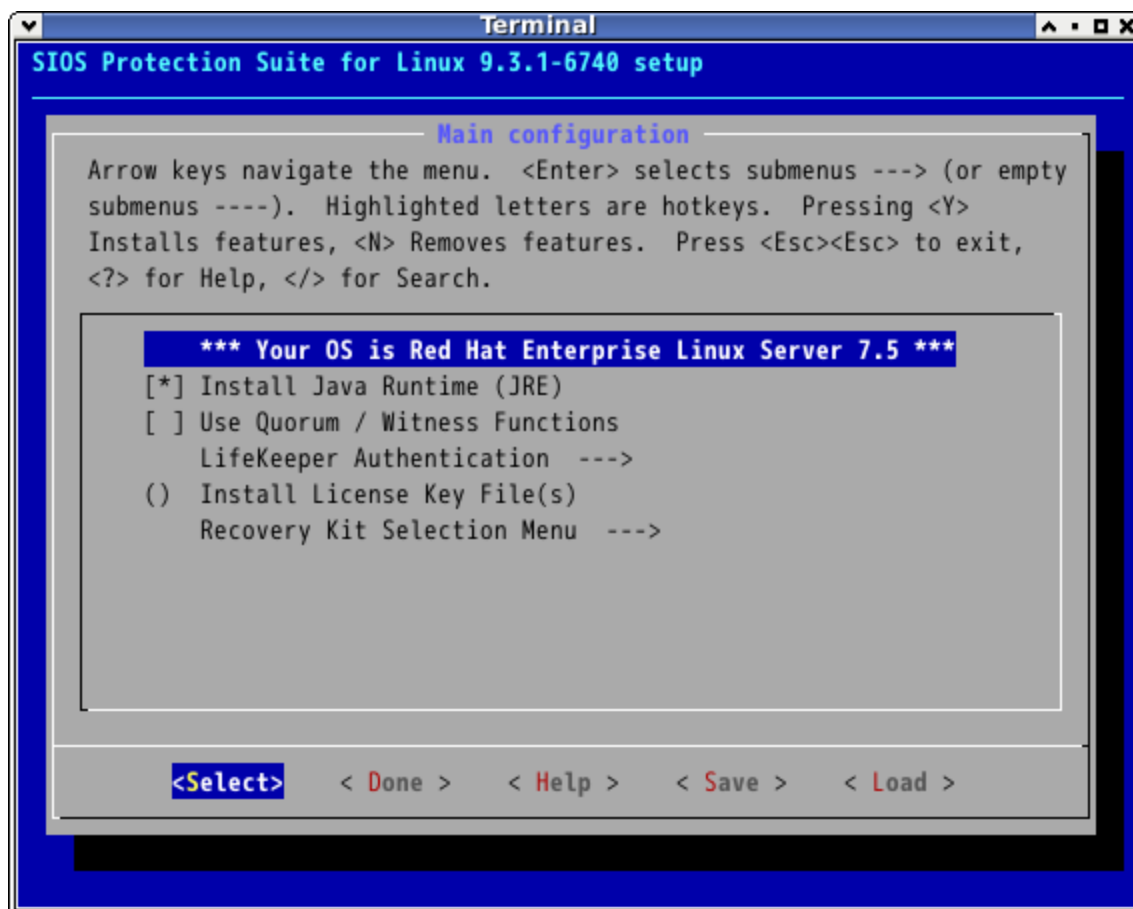 Terminal
SIOS Protection Suite for Linux 9.3.1-6740 setup
Main configuration
Arrow keys navigate the menu.  <Enter> selects submenus ---> (or empty
submenus ----).  Highlighted letters are hotkeys.  Pressing <Y>
Installs features, <N> Removes features.  Press <Esc><Esc> to exit,
<?> for Help, </> for Search.
*** Your OS is Red Hat Enterprise Linux Server 7.5 ***
[*] Install Java Runtime (JRE)
[ ] Use Quorum / Witness Functions
LifeKeeper Authentication  --->
()  Install License Key File(s)
Recovery Kit Selection Menu  --->
<Select>    < Done >    < Help >    < Save >    < Load >